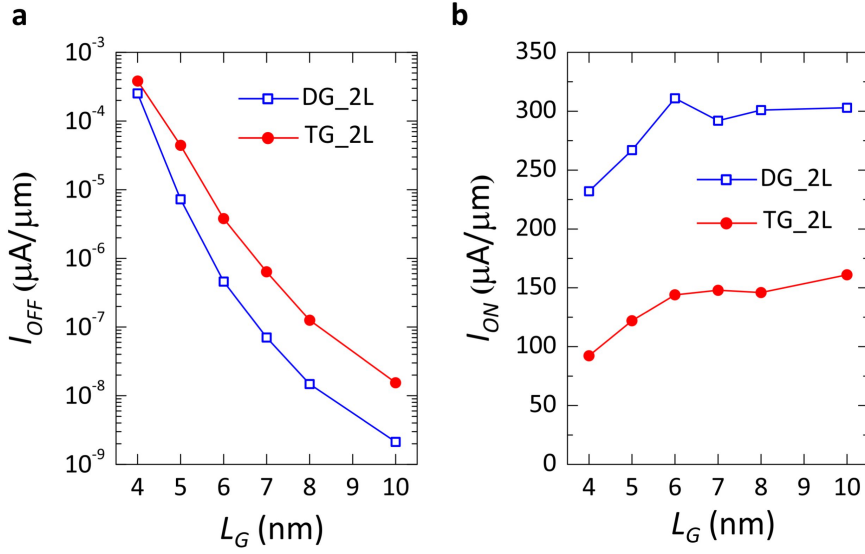 a
10⁻³
10⁻⁴
10⁻⁵
10⁻⁶
10⁻⁷
10⁻⁸
10⁻⁹
I_OFF (μA/μm)
DG_2L
TG_2L
4 5 6 7 8 9 10
L_G (nm)
b
350
300
250
200
150
100
50
0
I_ON (μA/μm)
DG_2L
TG_2L
4 5 6 7 8 9 10
L_G (nm)